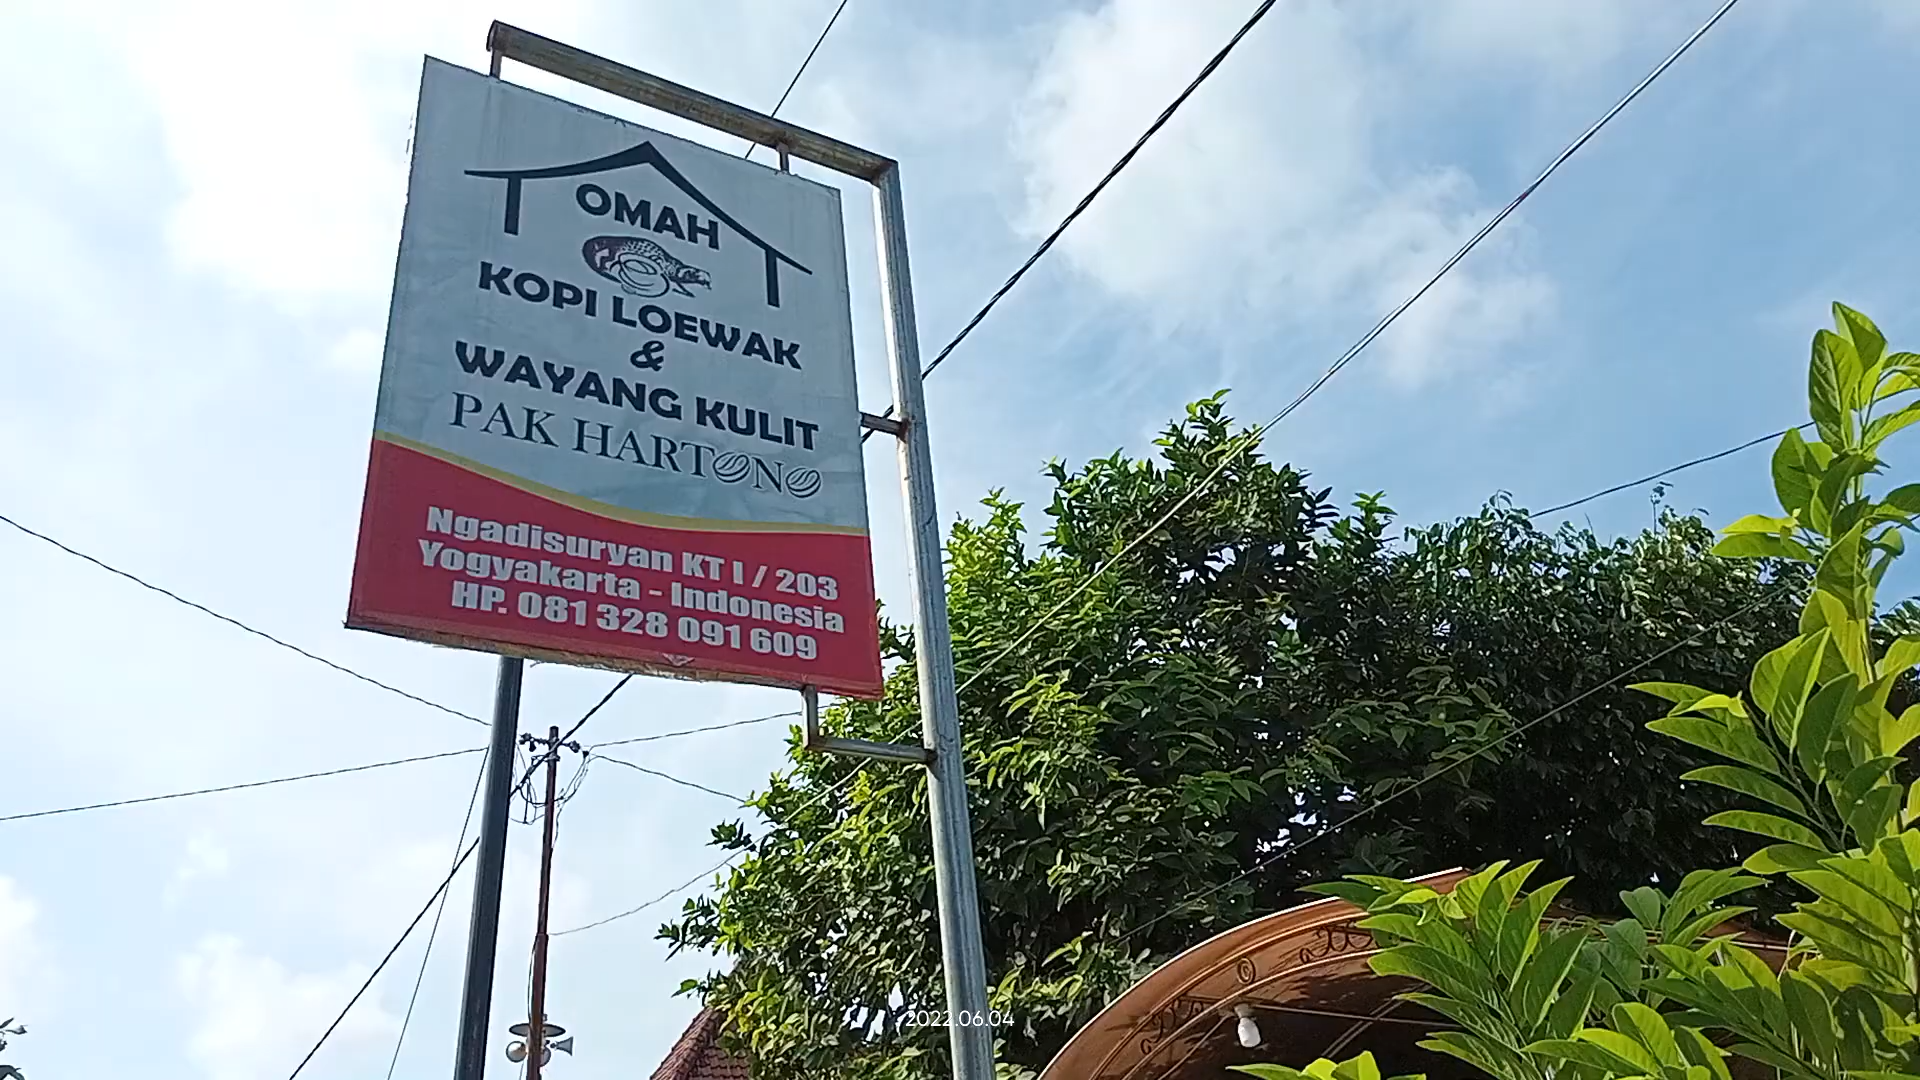 OMAH
KOPI LOEWAK
&
WAYANG KULIT
PAK HARTONO
Ngadisuryan KT I / 203
Yogyakarta - Indonesia
HP. 081 328 091 609
2022.06.04